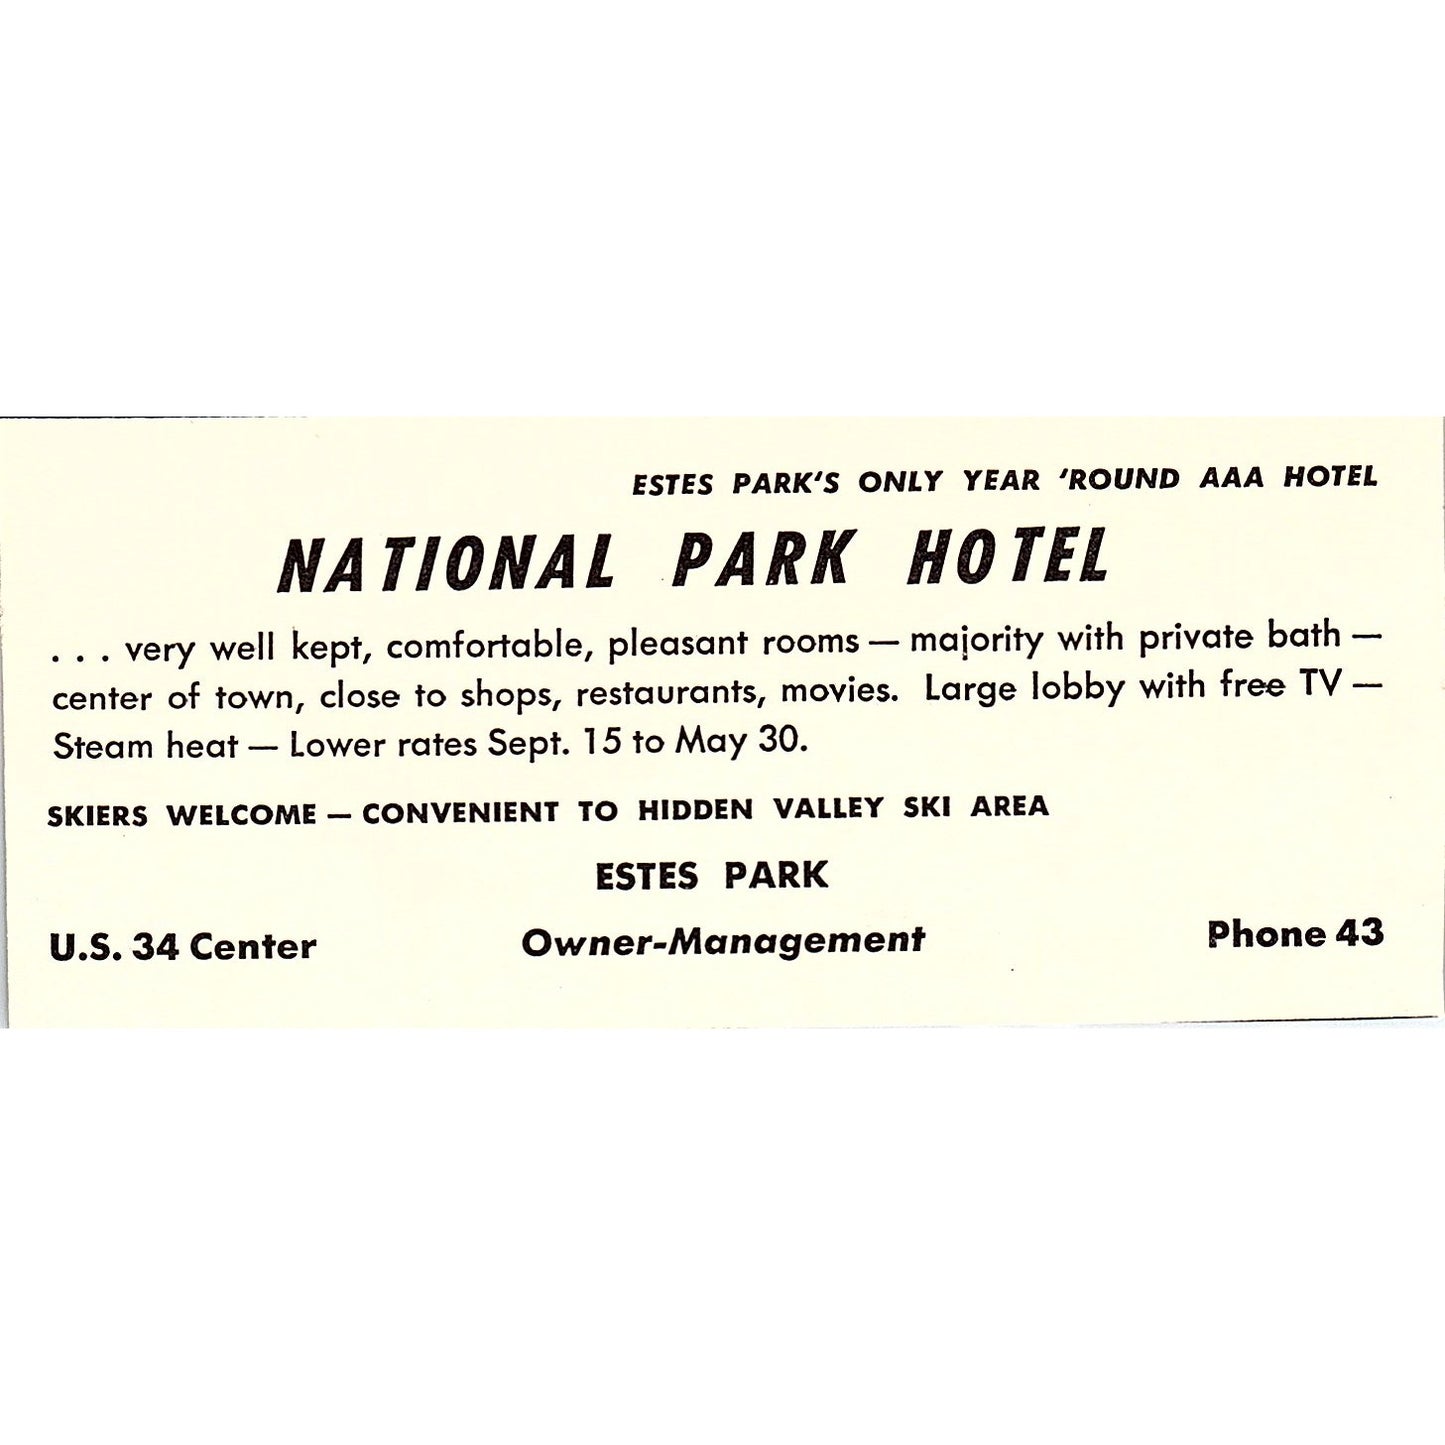 ESTES PARK'S ONLY YEAR 'ROUND AAA HOTEL
NATIONAL PARK HOTEL
. . . very well kept, comfortable, pleasant rooms — majority with private bath —
center of town, close to shops, restaurants, movies. Large lobby with free TV —
Steam heat — Lower rates Sept. 15 to May 30.
SKIERS WELCOME — CONVENIENT TO HIDDEN VALLEY SKI AREA
ESTES PARK
U.S. 34 Center Owner-Management Phone 43